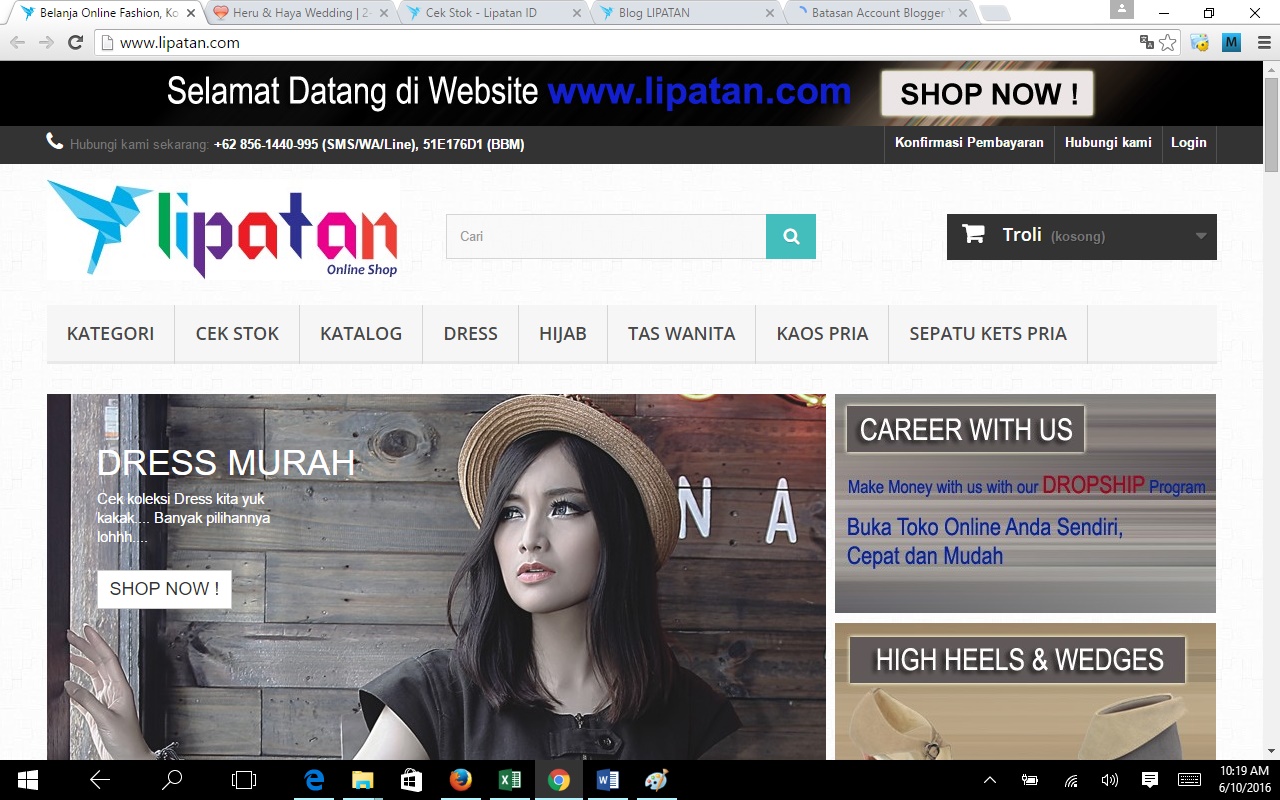 Belanja Online Fashion, Ko
Heru & Haya Wedding | 2-
Cek Stok - Lipatan ID
Blog LIPATAN
Batasan Account Blogger
www.lipatan.com
M
Selamat Datang di Website www.lipatan.com
SHOP NOW !
Hubungi kami sekarang: +62 856-1440-995 (SMS/WA/Line), 51E176D1 (BBM)
Konfirmasi Pembayaran
Hubungi kami
Login
lipatan
Online Shop
Cari
Troli (kosong)
KATEGORI
CEK STOK
KATALOG
DRESS
HIJAB
TAS WANITA
KAOS PRIA
SEPATU KETS PRIA
DRESS MURAH
Cek koleksi Dress kita yuk
kakak.... Banyak pilihannya
lohhh....
SHOP NOW !
N A
CAREER WITH US
Make Money with us with our DROPSHIP Program
Buka Toko Online Anda Sendiri,
Cepat dan Mudah
HIGH HEELS & WEDGES
10:19 AM
6/10/2016